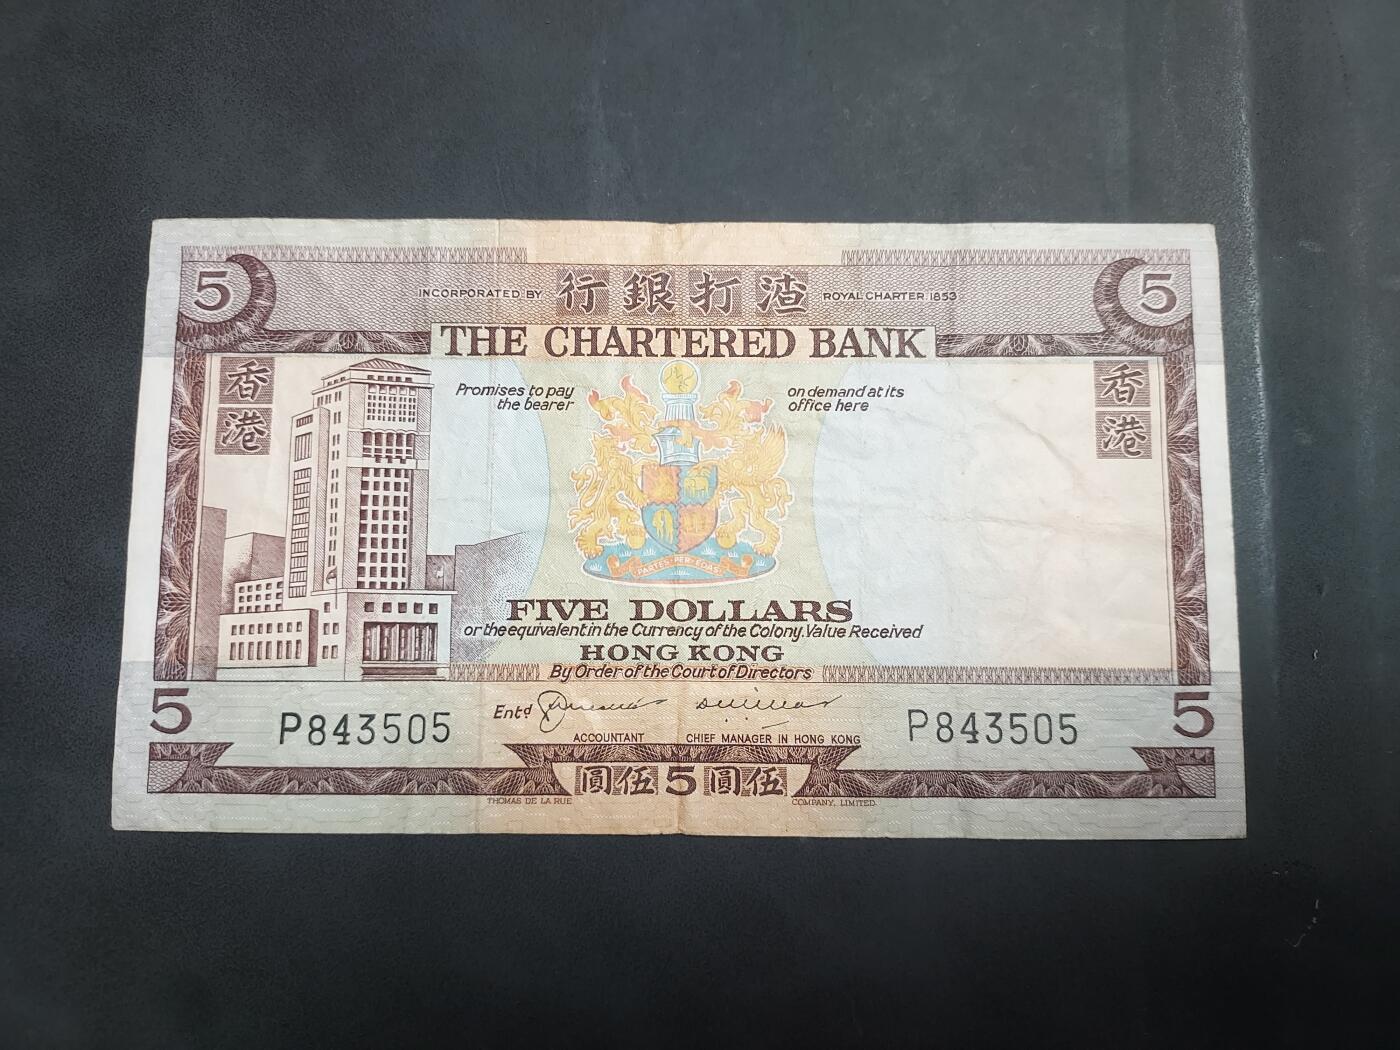 5 5
INCORPORATED BY 行銀打渣 ROYAL CHARTER 1853
THE CHARTERED BANK
香港
香港
Promises to pay the bearer
on demand at its office here
PARTES·PER·EOAS
FIVE DOLLARS
or the equivalent in the Currency of the Colony. Value Received
HONG KONG
By Order of the Court of Directors
5 5
P843505 Entd P843505
ACCOUNTANT CHIEF MANAGER IN HONG KONG
圓伍5圓伍
THOMAS DE LA RUE COMPANY, LIMITED.